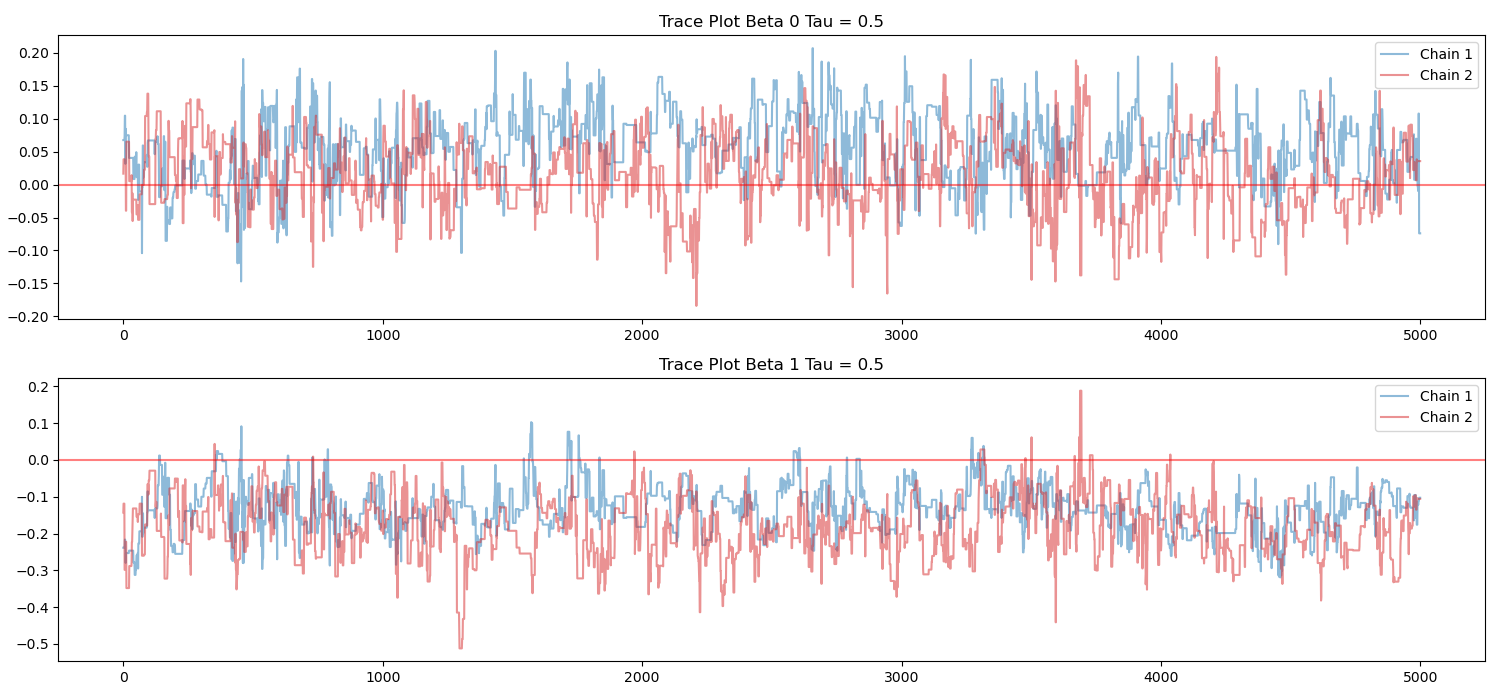 Trace Plot Beta 0 Tau = 0.5
0.20
0.15
0.10
0.05
0.00
−0.05
−0.10
−0.15
−0.20
Chain 1
Chain 2
0 1000 2000 3000 4000 5000
Trace Plot Beta 1 Tau = 0.5
0.2
0.1
0.0
−0.1
−0.2
−0.3
−0.4
−0.5
Chain 1
Chain 2
0 1000 2000 3000 4000 5000